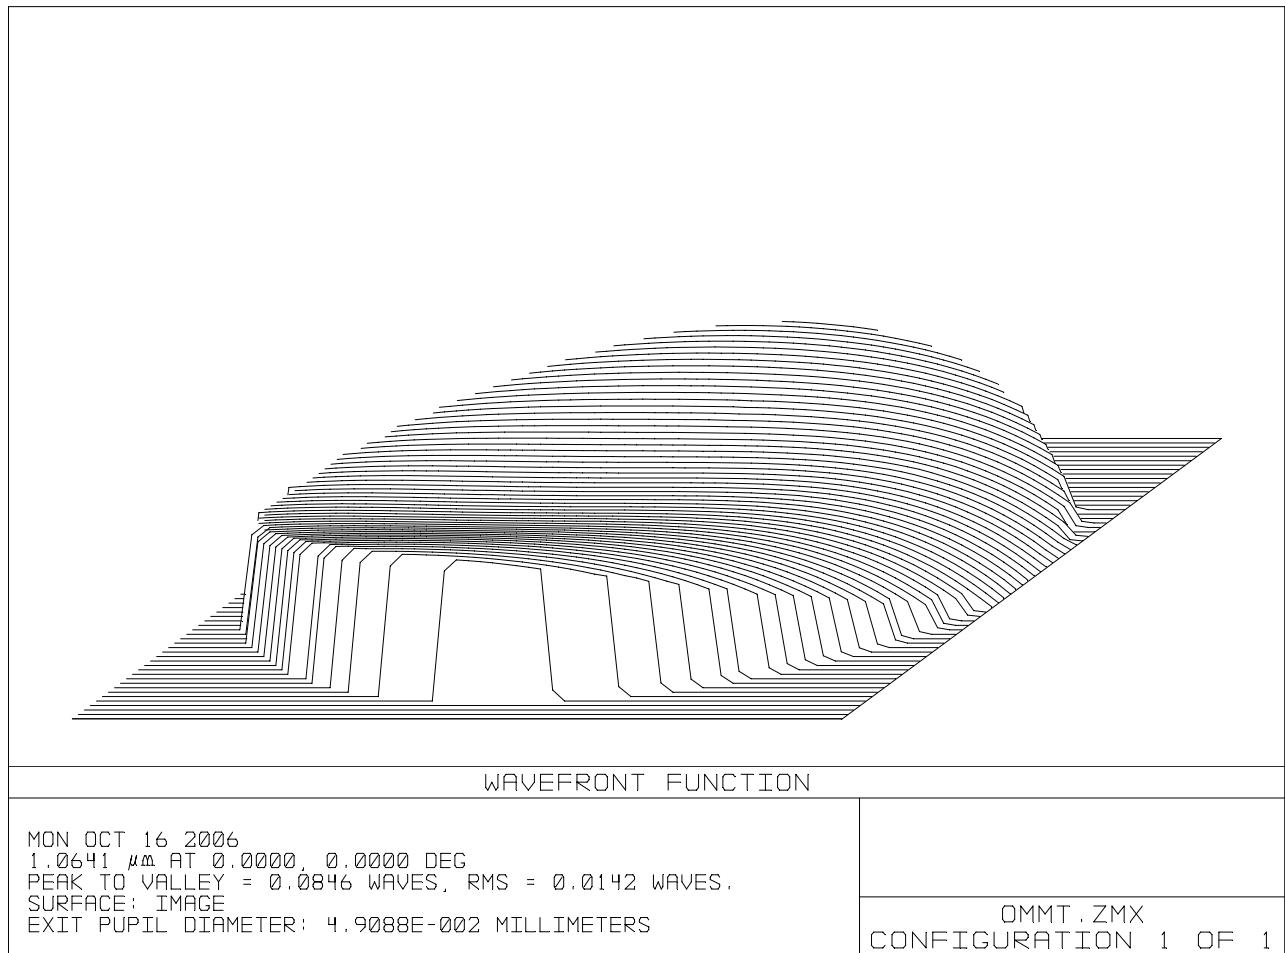 WAVEFRONT FUNCTION
MON OCT 16 2006
1.0641 µm AT 0.0000, 0.0000 DEG
PEAK TO VALLEY = 0.0846 WAVES, RMS = 0.0142 WAVES.
SURFACE: IMAGE
EXIT PUPIL DIAMETER: 4.9088E-002 MILLIMETERS
OMMT.ZMX
CONFIGURATION 1 OF 1